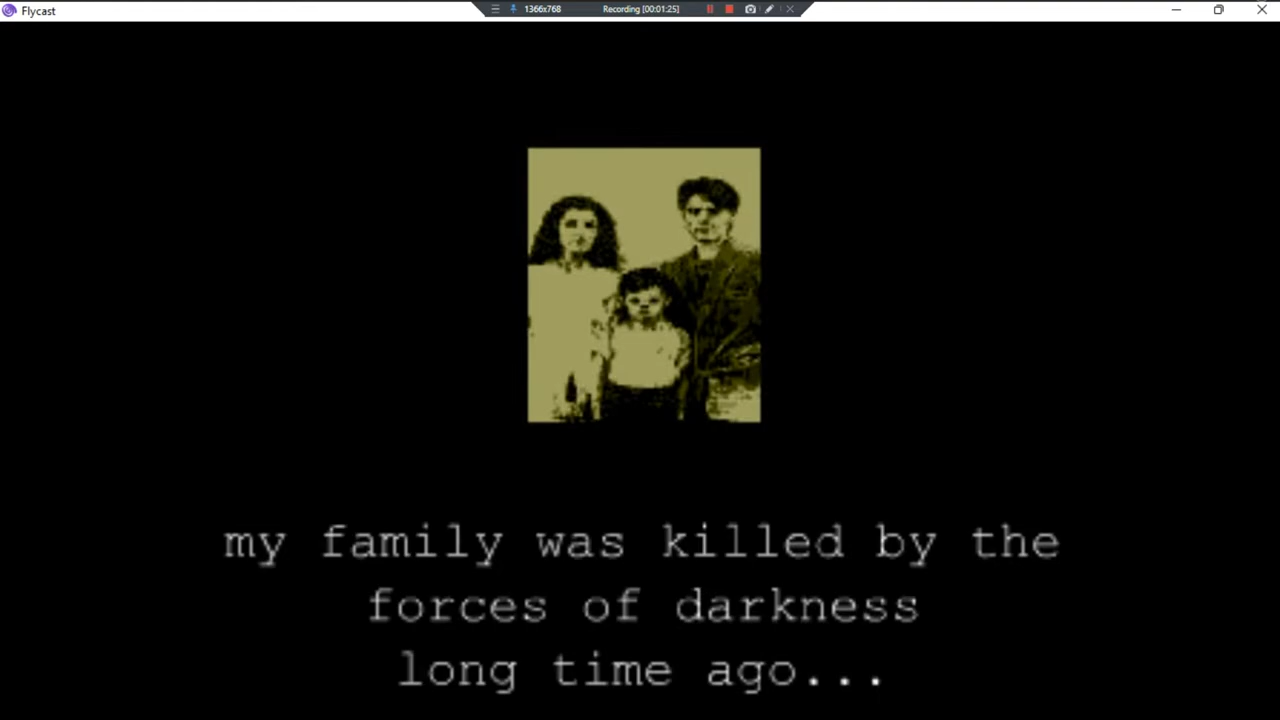 Flycast
1366x768
Recording [00:01:25]
my family was killed by the
forces of darkness
long time ago...